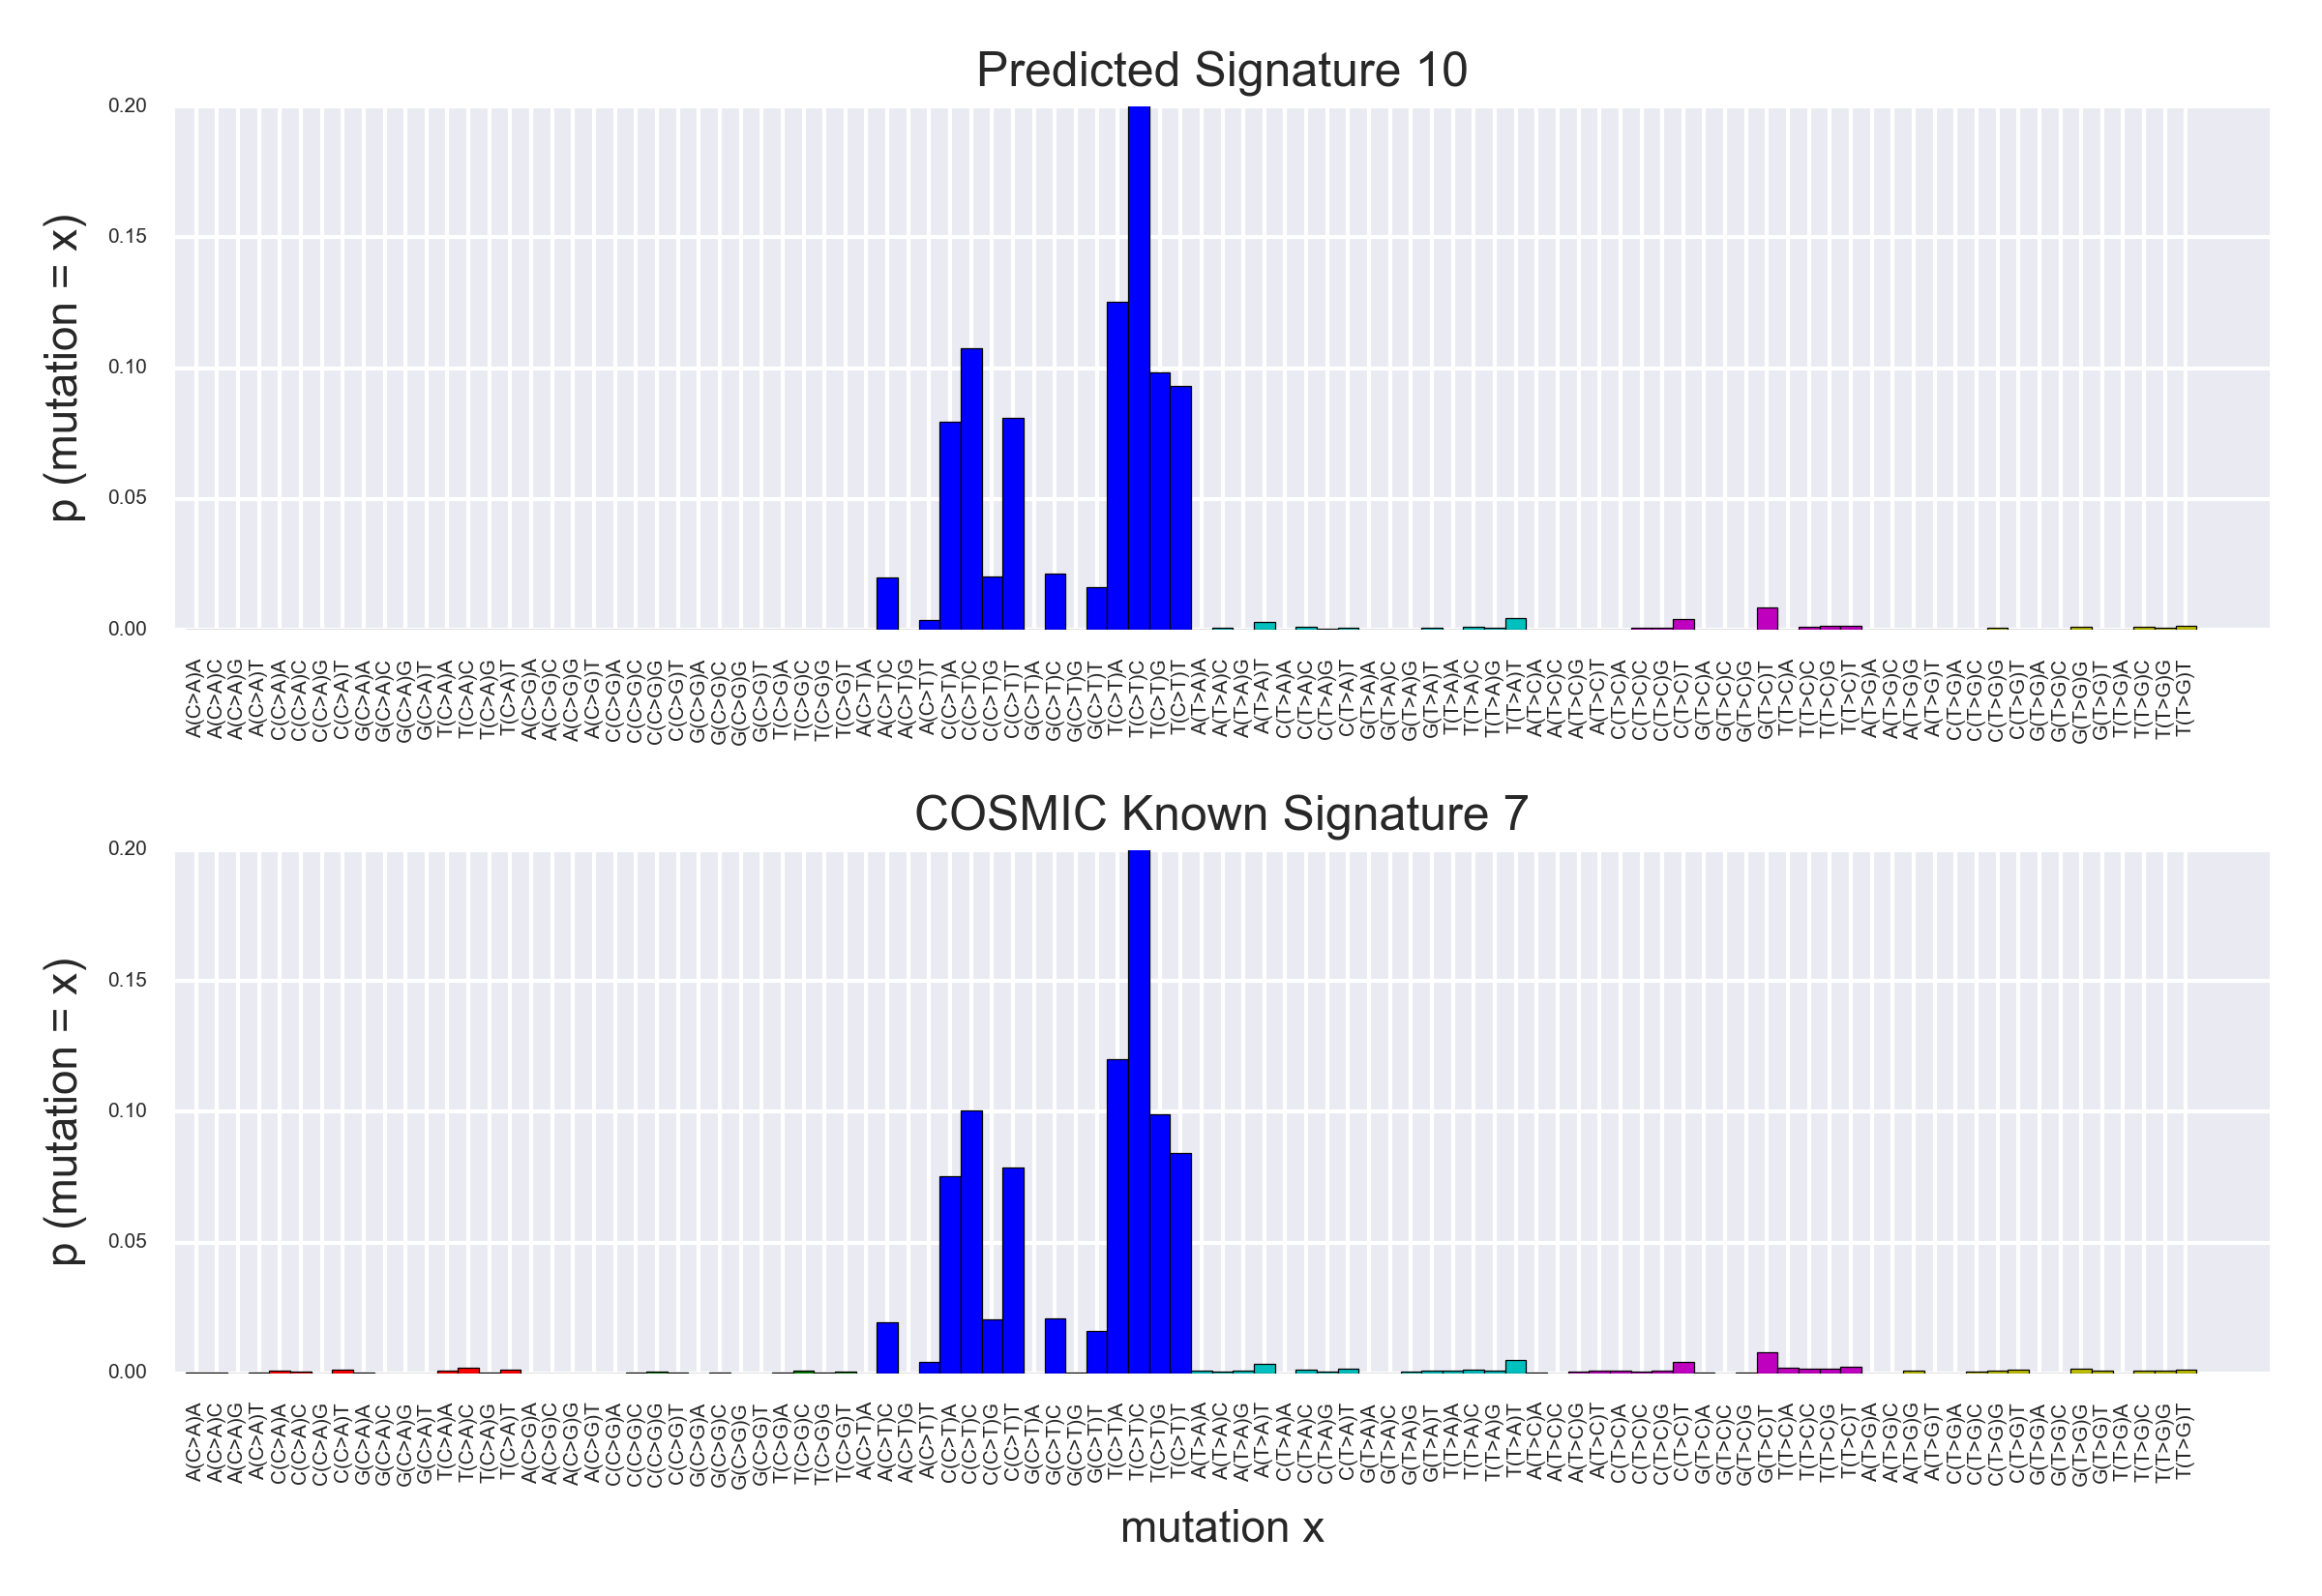 Predicted Signature 10
p (mutation = x)
0.20
0.15
0.10
0.05
0.00
A(C>A)A A(C>A)C A(C>A)G A(C>A)T C(C>A)A C(C>A)C C(C>A)G C(C>A)T G(C>A)A G(C>A)C G(C>A)G G(C>A)T T(C>A)A T(C>A)C T(C>A)G T(C>A)T A(C>G)A A(C>G)C A(C>G)G A(C>G)T C(C>G)A C(C>G)C C(C>G)G C(C>G)T G(C>G)A G(C>G)C G(C>G)G G(C>G)T T(C>G)A T(C>G)C T(C>G)G T(C>G)T A(C>T)A A(C>T)C A(C>T)G A(C>T)T C(C>T)A C(C>T)C C(C>T)G C(C>T)T G(C>T)A G(C>T)C G(C>T)G G(C>T)T T(C>T)A T(C>T)C T(C>T)G T(C>T)T A(T>A)A A(T>A)C A(T>A)G A(T>A)T C(T>A)A C(T>A)C C(T>A)G C(T>A)T G(T>A)A G(T>A)C G(T>A)G G(T>A)T T(T>A)A T(T>A)C T(T>A)G T(T>A)T A(T>C)A A(T>C)C A(T>C)G A(T>C)T C(T>C)A C(T>C)C C(T>C)G C(T>C)T G(T>C)A G(T>C)C G(T>C)G G(T>C)T T(T>C)A T(T>C)C T(T>C)G T(T>C)T A(T>G)A A(T>G)C A(T>G)G A(T>G)T C(T>G)A C(T>G)C C(T>G)G C(T>G)T G(T>G)A G(T>G)C G(T>G)G G(T>G)T T(T>G)A T(T>G)C T(T>G)G T(T>G)T
COSMIC Known Signature 7
p (mutation = x)
0.20
0.15
0.10
0.05
0.00
A(C>A)A A(C>A)C A(C>A)G A(C>A)T C(C>A)A C(C>A)C C(C>A)G C(C>A)T G(C>A)A G(C>A)C G(C>A)G G(C>A)T T(C>A)A T(C>A)C T(C>A)G T(C>A)T A(C>G)A A(C>G)C A(C>G)G A(C>G)T C(C>G)A C(C>G)C C(C>G)G C(C>G)T G(C>G)A G(C>G)C G(C>G)G G(C>G)T T(C>G)A T(C>G)C T(C>G)G T(C>G)T A(C>T)A A(C>T)C A(C>T)G A(C>T)T C(C>T)A C(C>T)C C(C>T)G C(C>T)T G(C>T)A G(C>T)C G(C>T)G G(C>T)T T(C>T)A T(C>T)C T(C>T)G T(C>T)T A(T>A)A A(T>A)C A(T>A)G A(T>A)T C(T>A)A C(T>A)C C(T>A)G C(T>A)T G(T>A)A G(T>A)C G(T>A)G G(T>A)T T(T>A)A T(T>A)C T(T>A)G T(T>A)T A(T>C)A A(T>C)C A(T>C)G A(T>C)T C(T>C)A C(T>C)C C(T>C)G C(T>C)T G(T>C)A G(T>C)C G(T>C)G G(T>C)T T(T>C)A T(T>C)C T(T>C)G T(T>C)T A(T>G)A A(T>G)C A(T>G)G A(T>G)T C(T>G)A C(T>G)C C(T>G)G C(T>G)T G(T>G)A G(T>G)C G(T>G)G G(T>G)T T(T>G)A T(T>G)C T(T>G)G T(T>G)T
mutation x